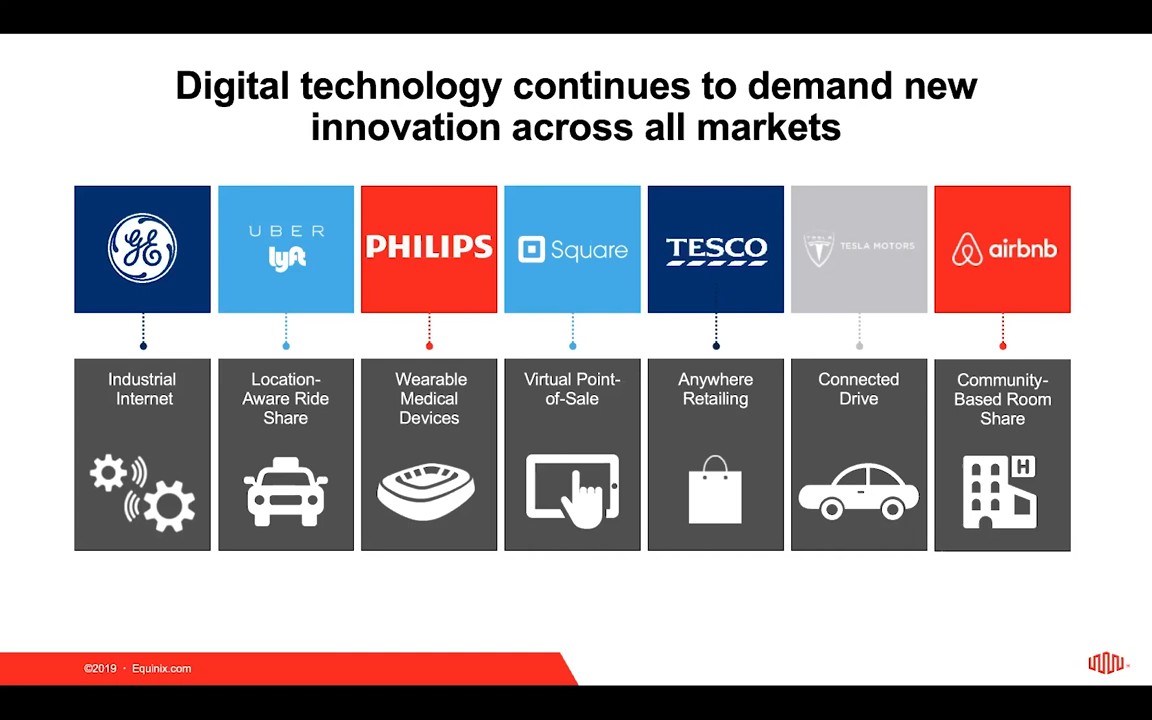 Digital technology continues to demand new
innovation across all markets
GE
UBER
lyft
PHILIPS
Square
TESCO
TESLA
TESLA MOTORS
airbnb
Industrial
Internet
Location-
Aware Ride
Share
Wearable
Medical
Devices
Virtual Point-
of-Sale
Anywhere
Retailing
Connected
Drive
Community-
Based Room
Share
H
©2019 · Equinix.com